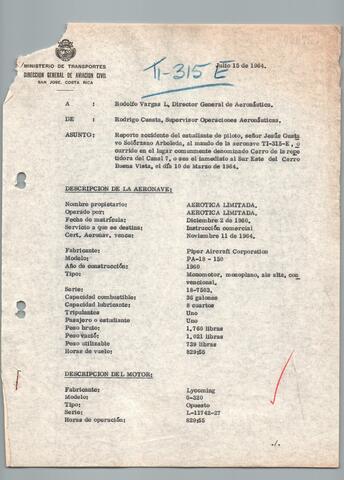 MINISTERIO DE TRANSPORTES
DIRECCION GENERAL DE AVIACION CIVIL
SAN JOSE, COSTA RICA
Julio 15 de 1964.
TI-315 E
A : Rodolfo Vargas L, Director General de Aeronáutica.
DE : Rodrigo Cuesta, Supervisor Operaciones Aeronáuticas.
ASUNTO: Reporte accidente del estudiante de piloto, señor Jesús Gusta
vo Solórzano Arboleda, al mando de la aeronave TI-315-E, o
currido en el lugar comunmente denominado Cerro de la repe
tidora del Canal 7, o sea el inmediato al Sur Este del Cerro
Buena Vista, el día 10 de Marzo de 1964.
DESCRIPCION DE LA AERONAVE:
Nombre propietario: AEROTICA LIMITADA,
Operado por: AEROTICA LIMITADA,
Fecha de matrícula: Diciembre 2 de 1960,
Servicio a que se destina: Instrucción comercial
Cert. Aeronav. vence: Noviembre 11 de 1964,
Fabricante: Piper Aircraft Corporation
Modelo: PA-18 - 150
Año de construcción: 1960
Tipo: Monomotor, monoplano, ala alta, con
vencional,
Serie: 18-7503,
Capacidad combustible: 36 galones
Capacidad lubricante: 8 cuartos
Tripulantes Uno
Pasajero o estudiante Uno
Peso bruto: 1,760 libras
Peso vacío: 1,021 libras
Peso utilizable 739 libras
Horas de vuelo: 829:55
DESCRIPCION DEL MOTOR:
Fabricante: Lycoming
Modelo: 0-320
Tipo: Opuesto
Serie: L-11742-27
Horas de operación: 829:55
./.